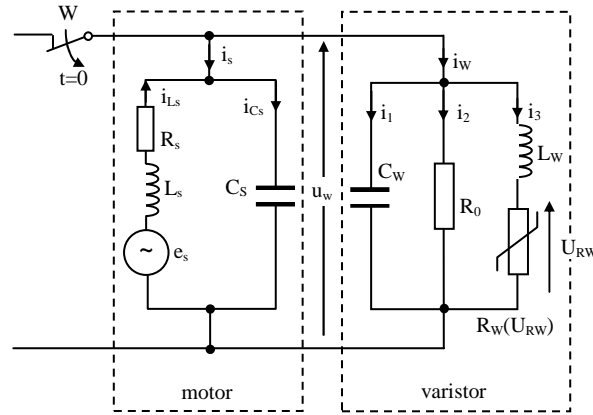 W
t=0
i_s
i_W
i_Ls
i_Cs
i_1
i_2
i_3
R_s
L_W
C_W
L_s
C_S
u_w
R_0
~
e_s
U_RW
R_W(U_RW)
motor
varistor